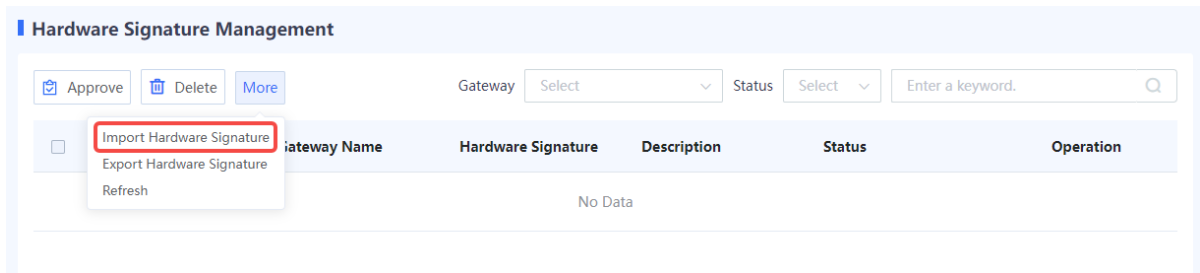 Hardware Signature Management
Approve Delete More Gateway Select Status Select Enter a keyword.
Import Hardware Signature
Export Hardware Signature
Refresh
Name Hardware Signature Description Status Operation
No Data